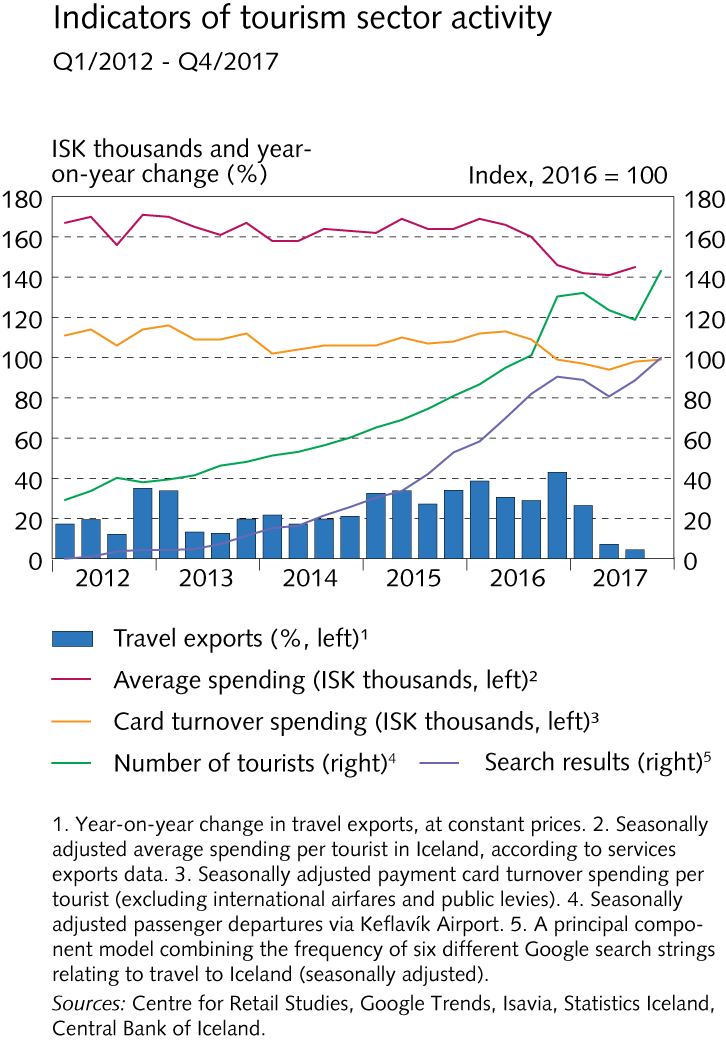 Indicators of tourism sector activity
Q1/2012 - Q4/2017
ISK thousands and year-
on-year change (%)
Index, 2016 = 100
180 180
160 160
140 140
120 120
100 100
80 80
60 60
40 40
20 20
0 0
2012 2013 2014 2015 2016 2017
Travel exports (%, left)¹
Average spending (ISK thousands, left)²
Card turnover spending (ISK thousands, left)³
Number of tourists (right)⁴ Search results (right)⁵
1. Year-on-year change in travel exports, at constant prices. 2. Seasonally
adjusted average spending per tourist in Iceland, according to services
exports data. 3. Seasonally adjusted payment card turnover spending per
tourist (excluding international airfares and public levies). 4. Seasonally
adjusted passenger departures via Keflavík Airport. 5. A principal compo-
nent model combining the frequency of six different Google search strings
relating to travel to Iceland (seasonally adjusted).
Sources: Centre for Retail Studies, Google Trends, Isavia, Statistics Iceland,
Central Bank of Iceland.